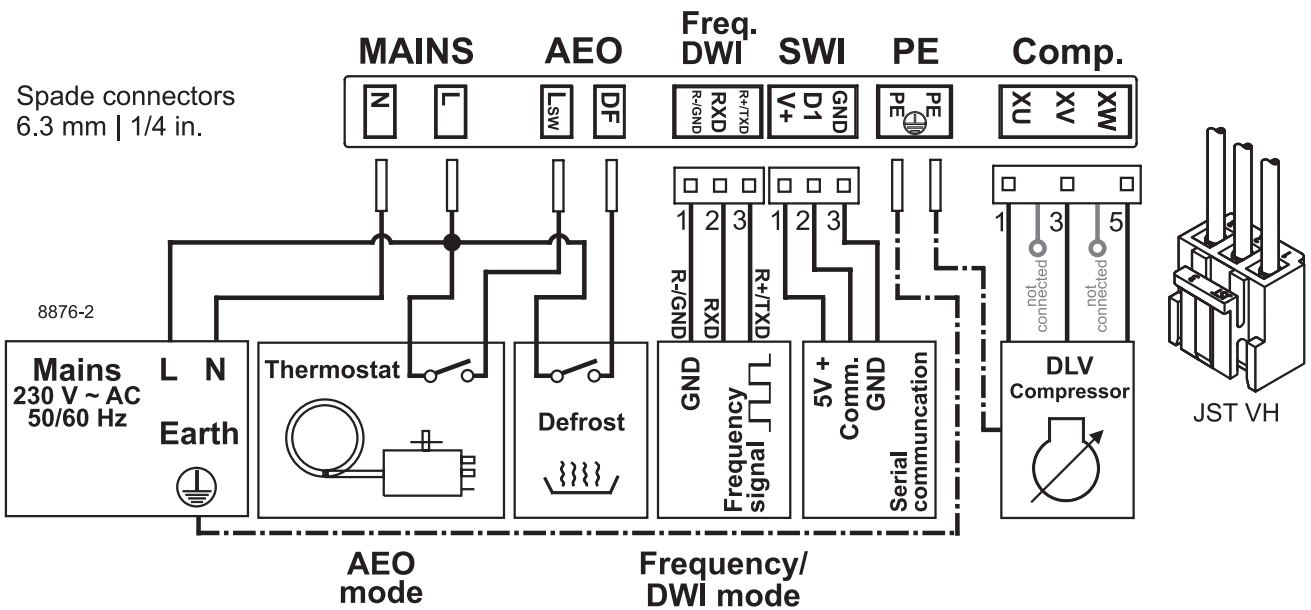 MAINS
AEO
Freq.
DWI
SWI
PE
Comp.
Spade connectors
6.3 mm | 1/4 in.
N
L
Lsw
DF
R-/GND
RXD
R+/TXD
V+
D1
GND
PE
PE
XU
XV
XW
1 2 3
1 2 3
1 3 5
not
connected
not
connected
R-/GND
RXD
R+/TXD
8876-2
Mains
230 V ~ AC
50/60 Hz
L N
Earth
Thermostat
Defrost
GND
Frequency
signal
5V +
Comm.
GND
Serial
communcation
DLV
Compressor
JST
JST VH
AEO
mode
Frequency/
DWI mode